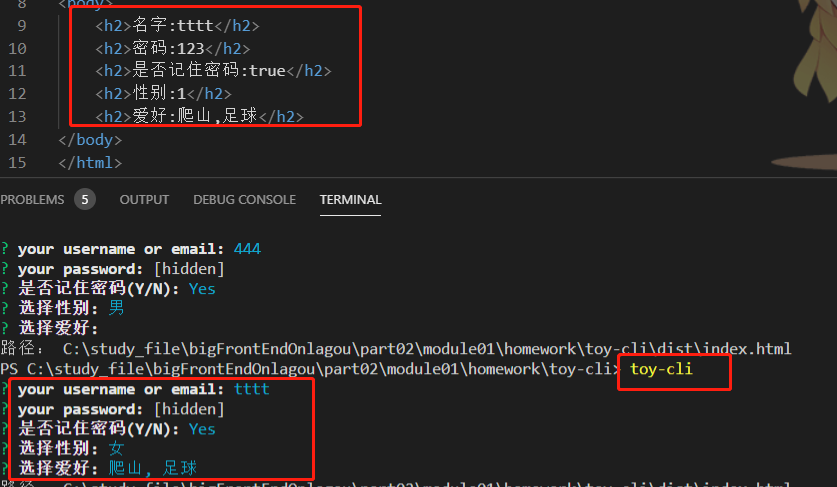 8 <body>
9 <h2>名字:tttt</h2>
10 <h2>密码:123</h2>
11 <h2>是否记住密码:true</h2>
12 <h2>性别:1</h2>
13 <h2>爱好:爬山,足球</h2>
14 </body>
15 </html>
PROBLEMS 5 OUTPUT DEBUG CONSOLE TERMINAL
? your username or email: 444
? your password: [hidden]
? 是否记住密码(Y/N): Yes
? 选择性别: 男
? 选择爱好:
路径: C:\study_file\bigFrontEndOnlagou\part02\module01\homework\toy-cli\dist\index.html
PS C:\study_file\bigFrontEndOnlagou\part02\module01\homework\toy-cli> toy-cli
? your username or email: tttt
? your password: [hidden]
? 是否记住密码(Y/N): Yes
? 选择性别: 女
? 选择爱好: 爬山, 足球
路径: C:\study_file\bigFrontEndOnlagou\part02\module01\homework\toy-cli\dist\index.html